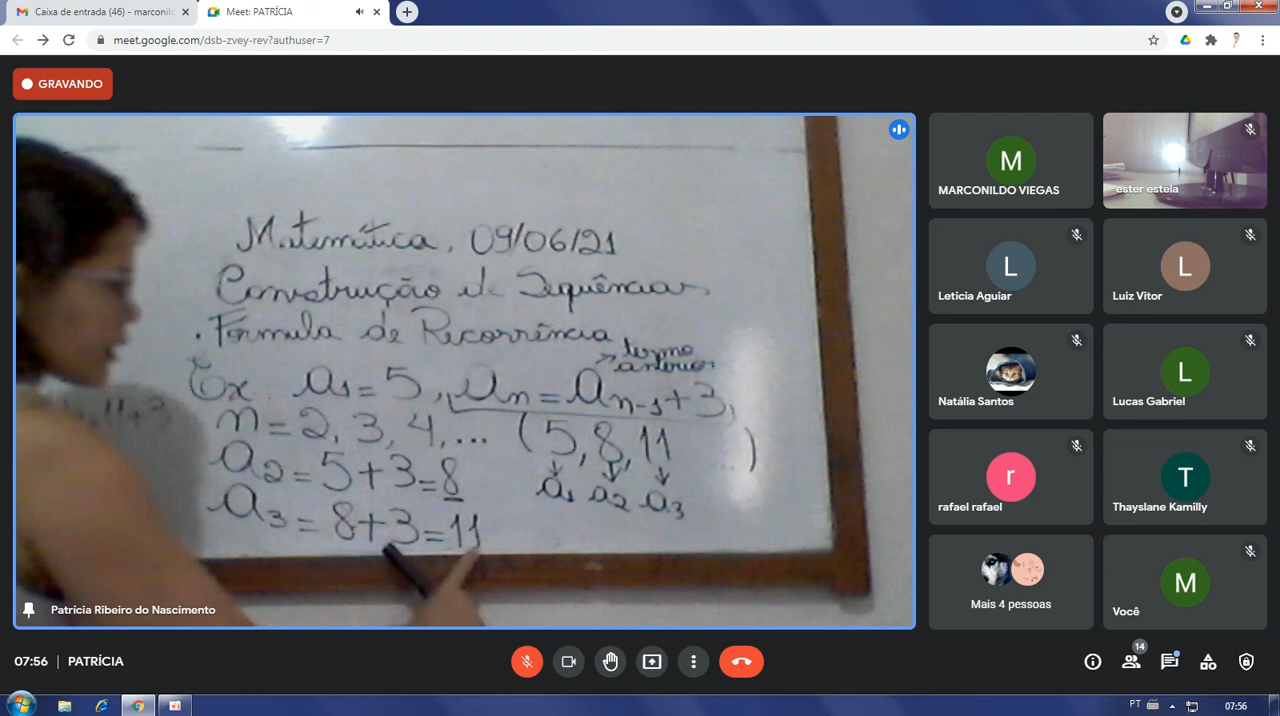 Caixa de entrada (46) - marconild
Meet: PATRÍCIA
meet.google.com/dsb-zvey-rev?authuser=7
GRAVANDO
Matemática, 09/06/21
Construção de Sequências
. Fórmula de Recorrência
termo
anterior
Ex a1 = 5, an = an-1 + 3,
n = 2, 3, 4, ... (5, 8, 11 )
a2 = 5 + 3 = 8
a1 a2 a3
a3 = 8 + 3 = 11
Patrícia Ribeiro do Nascimento
M
MARCONILDO VIEGAS
ester estela
L
Leticia Aguiar
L
Luiz Vitor
Natália Santos
L
Lucas Gabriel
r
rafael rafael
T
Thayslane Kamilly
Mais 4 pessoas
M
Você
07:56 | PATRÍCIA
14
PT
07:56